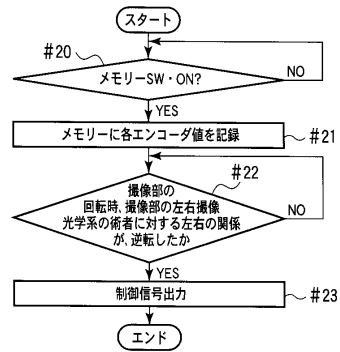 スタート
#20
メモリーSW・ON?
NO
YES
メモリーに各エンコーダ値を記録
#21
#22
撮像部の
回転時、撮像部の左右撮像
光学系の術者に対する左右の関係
が、逆転したか
NO
YES
制御信号出力
#23
エンド